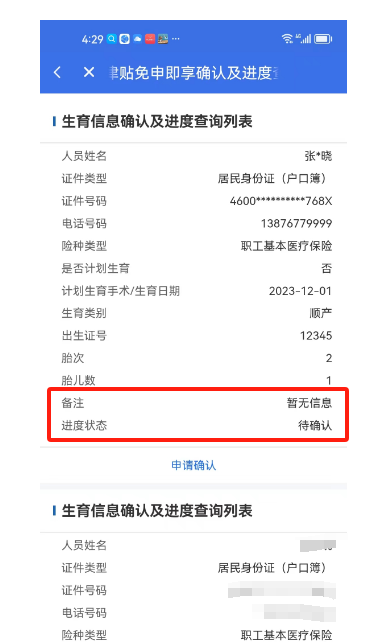 4:29
津贴免申即享确认及进度
生育信息确认及进度查询列表
人员姓名 张*晓
证件类型 居民身份证（户口簿）
证件号码 4600**********768X
电话号码 13876779999
险种类型 职工基本医疗保险
是否计划生育 否
计划生育手术/生育日期 2023-12-01
生育类别 顺产
出生证号 12345
胎次 2
胎儿数 1
备注 暂无信息
进度状态 待确认
申请确认
生育信息确认及进度查询列表
人员姓名
证件类型 居民身份证（户口簿）
证件号码
电话号码
险种类型 职工基本医疗保险